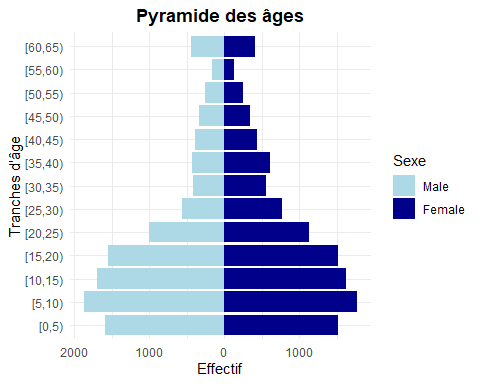 Pyramide des âges
Tranches d'âge
[60,65)
[55,60)
[50,55)
[45,50)
[40,45)
[35,40)
[30,35)
[25,30)
[20,25)
[15,20)
[10,15)
[5,10)
[0,5)
2000 1000 0 1000
Effectif
Sexe
Male
Female